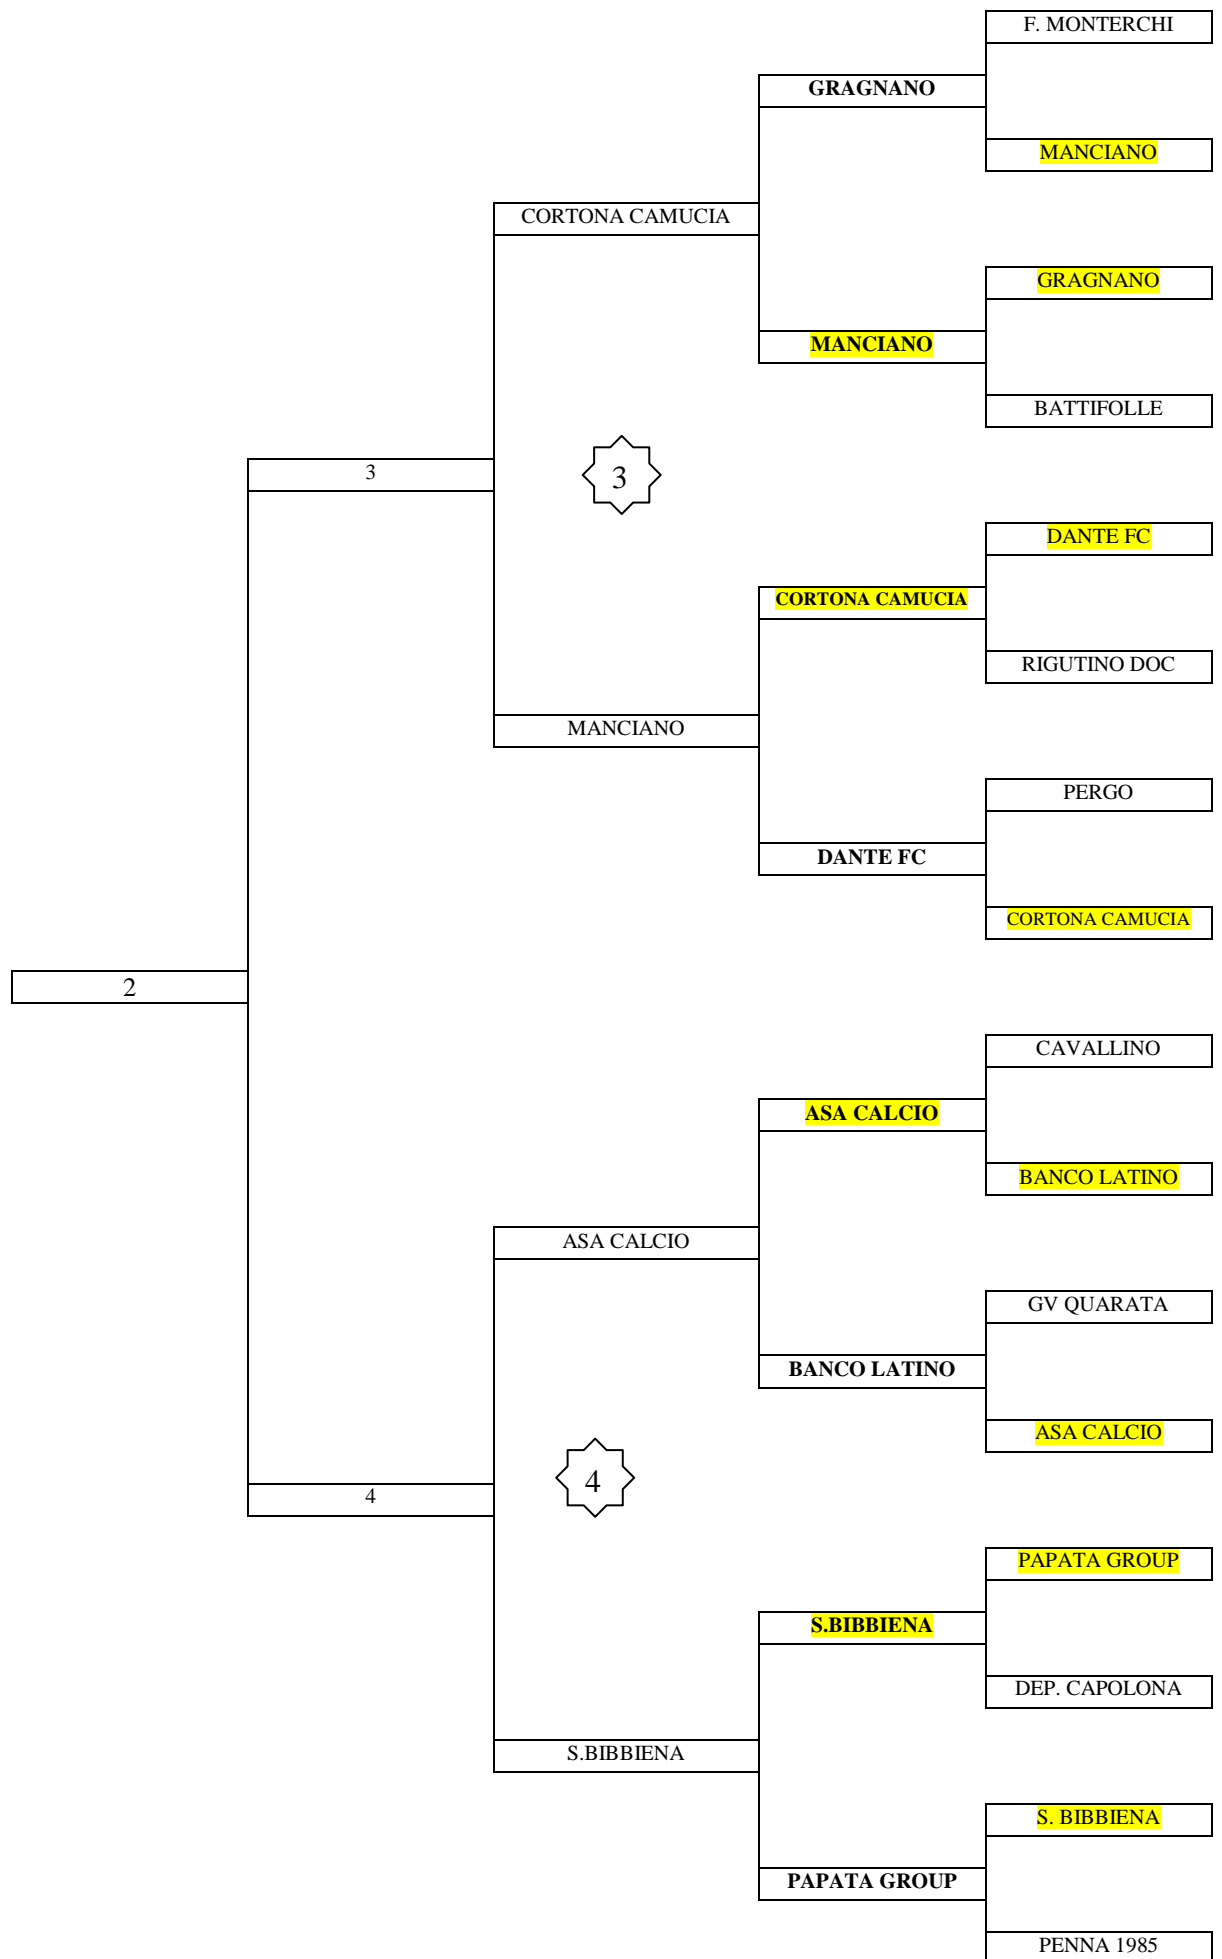 F. MONTERCHI
GRAGNANO
MANCIANO
CORTONA CAMUCIA
GRAGNANO
MANCIANO
BATTIFOLLE
3
3
DANTE FC
CORTONA CAMUCIA
RIGUTINO DOC
MANCIANO
PERGO
DANTE FC
CORTONA CAMUCIA
2
CAVALLINO
ASA CALCIO
BANCO LATINO
ASA CALCIO
GV QUARATA
BANCO LATINO
ASA CALCIO
4
4
PAPATA GROUP
S.BIBBIENA
DEP. CAPOLONA
S.BIBBIENA
S. BIBBIENA
PAPATA GROUP
PENNA 1985